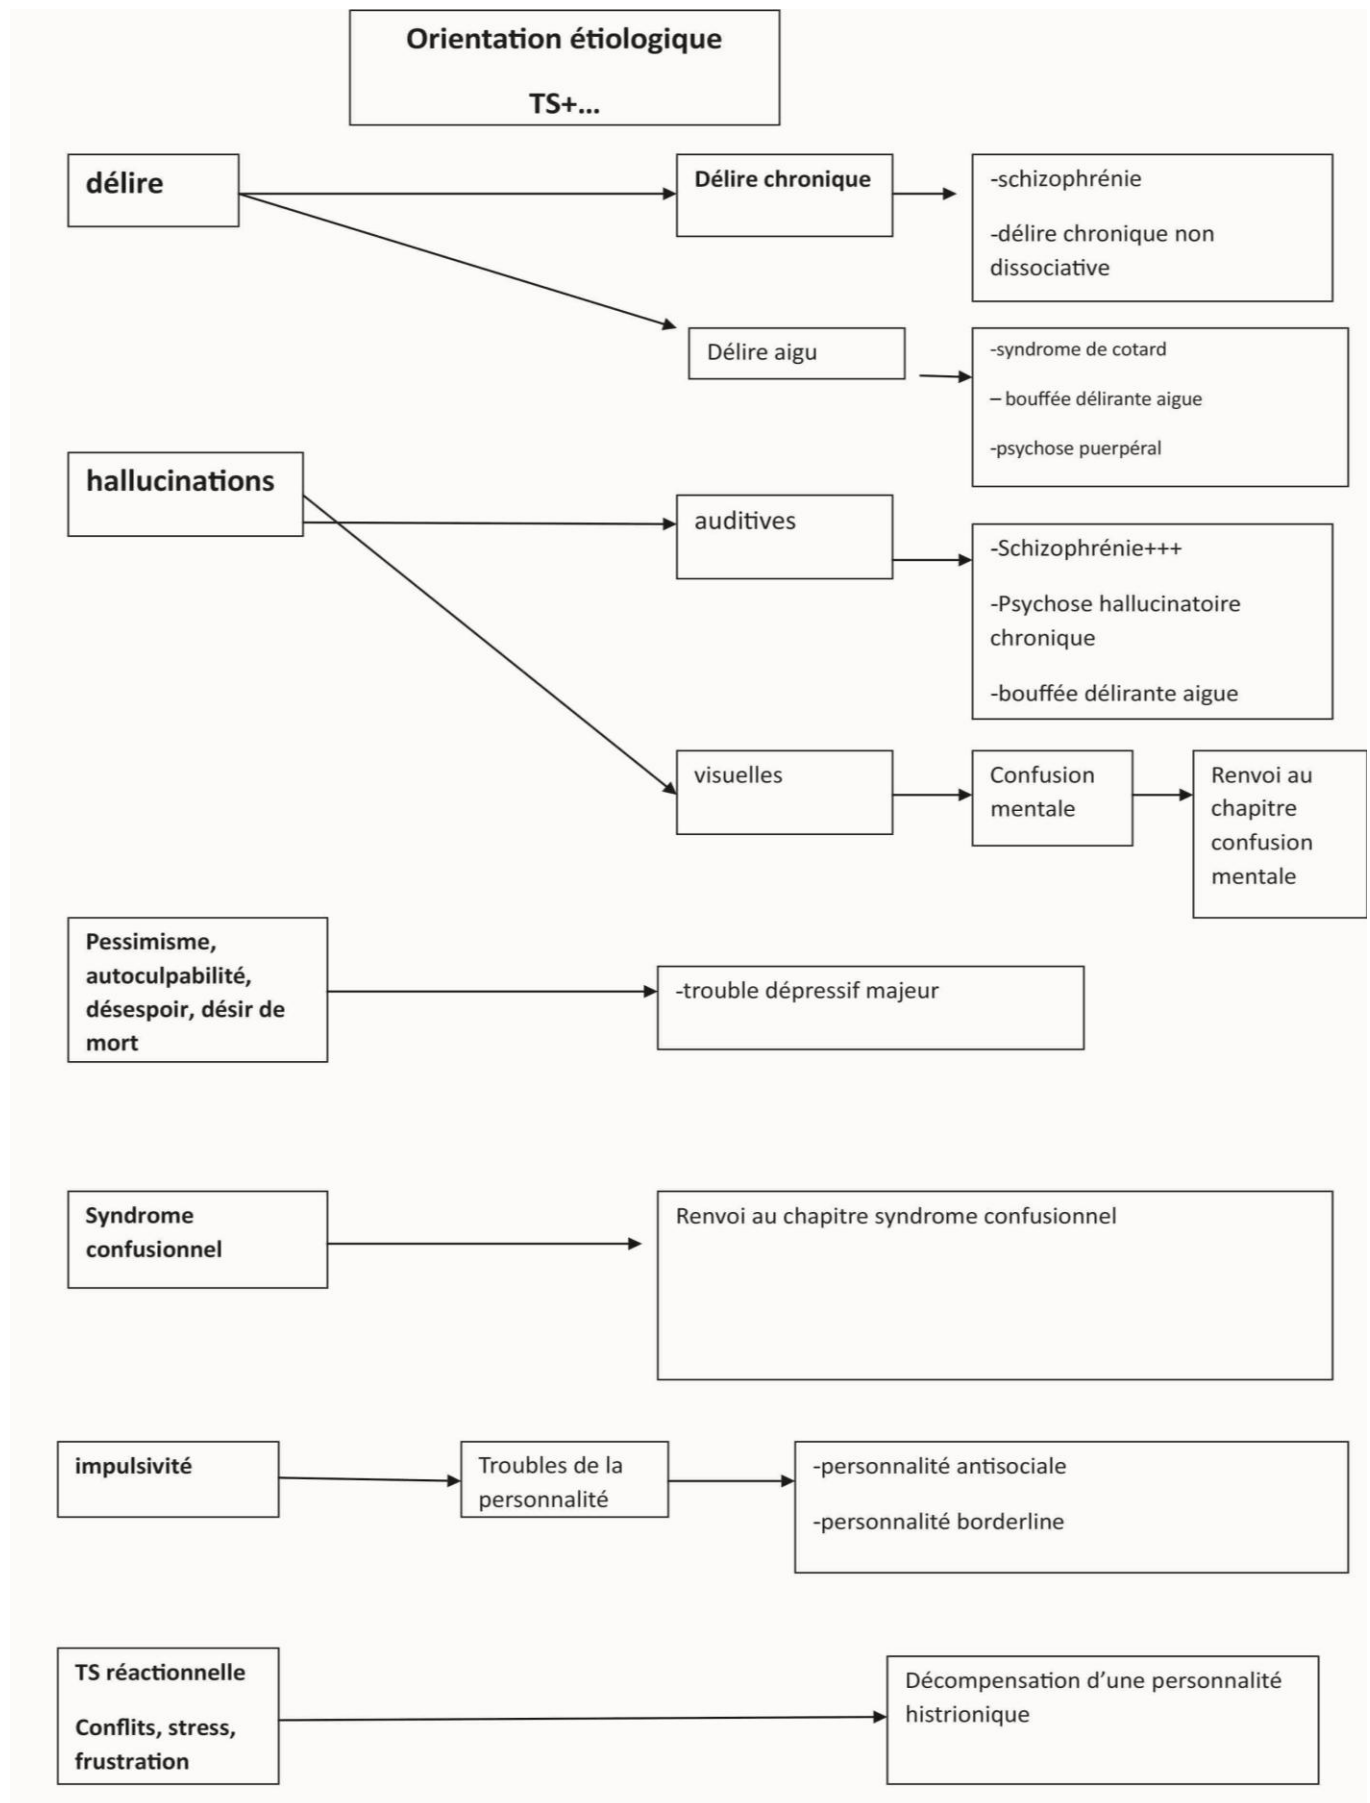 Orientation étiologique
TS+...
délire
Délire chronique
-schizophrénie
-délire chronique non
dissociative
Délire aigu
-syndrome de cotard
– bouffée délirante aigue
-psychose puerpéral
hallucinations
auditives
-Schizophrénie+++
-Psychose hallucinatoire
chronique
-bouffée délirante aigue
visuelles
Confusion
mentale
Renvoi au
chapitre
confusion
mentale
Pessimisme,
autoculpabilité,
désespoir, désir de
mort
-trouble dépressif majeur
Syndrome
confusionnel
Renvoi au chapitre syndrome confusionnel
impulsivité
Troubles de la
personnalité
-personnalité antisociale
-personnalité borderline
TS réactionnelle
Conflits, stress,
frustration
Décompensation d’une personnalité
histrionique